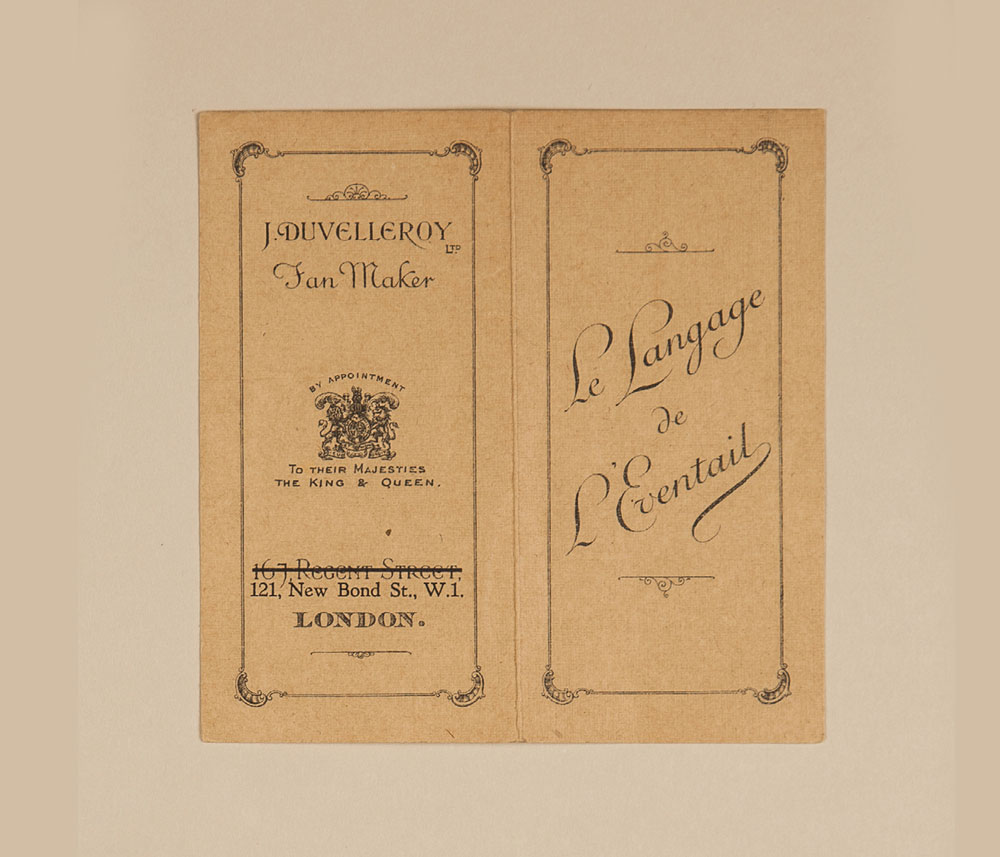 J. DUVELLEROY LTD
Fan Maker
BY APPOINTMENT
TO THEIR MAJESTIES
THE KING & QUEEN.
167, REGENT STREET,
121, New Bond St., W.1.
LONDON.
Le Langage
de
L'Eventail